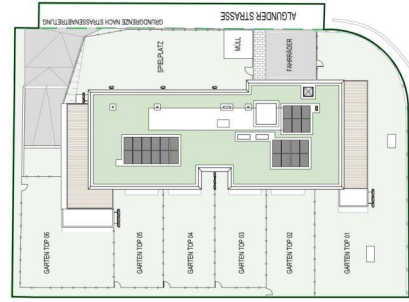 GRUNDGRENZE NACH STRASSENABTRETUNG
ALGUNDER STRASSE
SPIELPLATZ
MÜLL
FAHRRÄDER
GARTEN TOP 06
GARTEN TOP 05
GARTEN TOP 04
GARTEN TOP 03
GARTEN TOP 02
GARTEN TOP 01